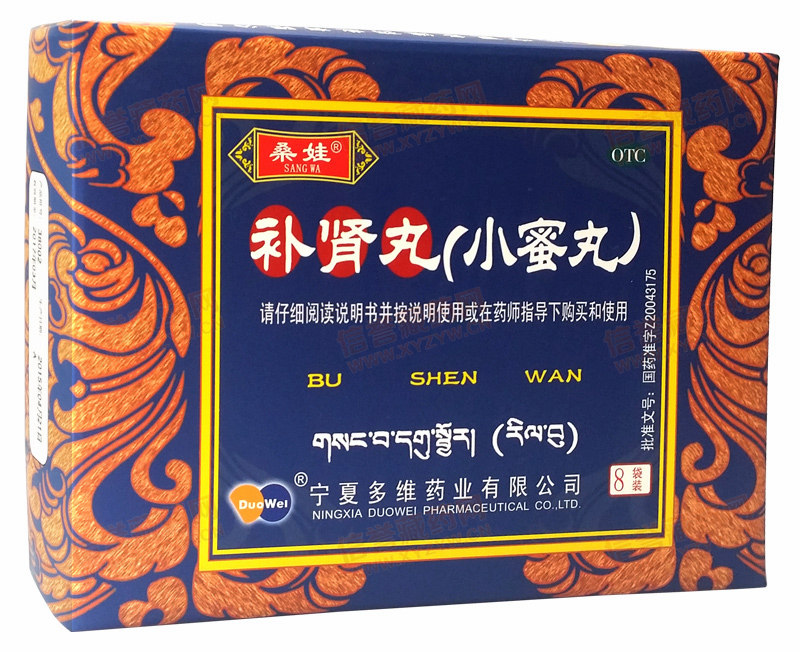 桑娃®
SANG WA
OTC
补肾丸(小蜜丸)
请仔细阅读说明书并按说明使用或在药师指导下购买和使用
BU SHEN WAN
གསང་བ་དགུ་སྦྱོར། (རིལ་བུ)
DuoWei
®宁夏多维药业有限公司
NINGXIA DUOWEI PHARMACEUTICAL CO.,LTD.
8袋装
批准文号：国药准字Z20043175